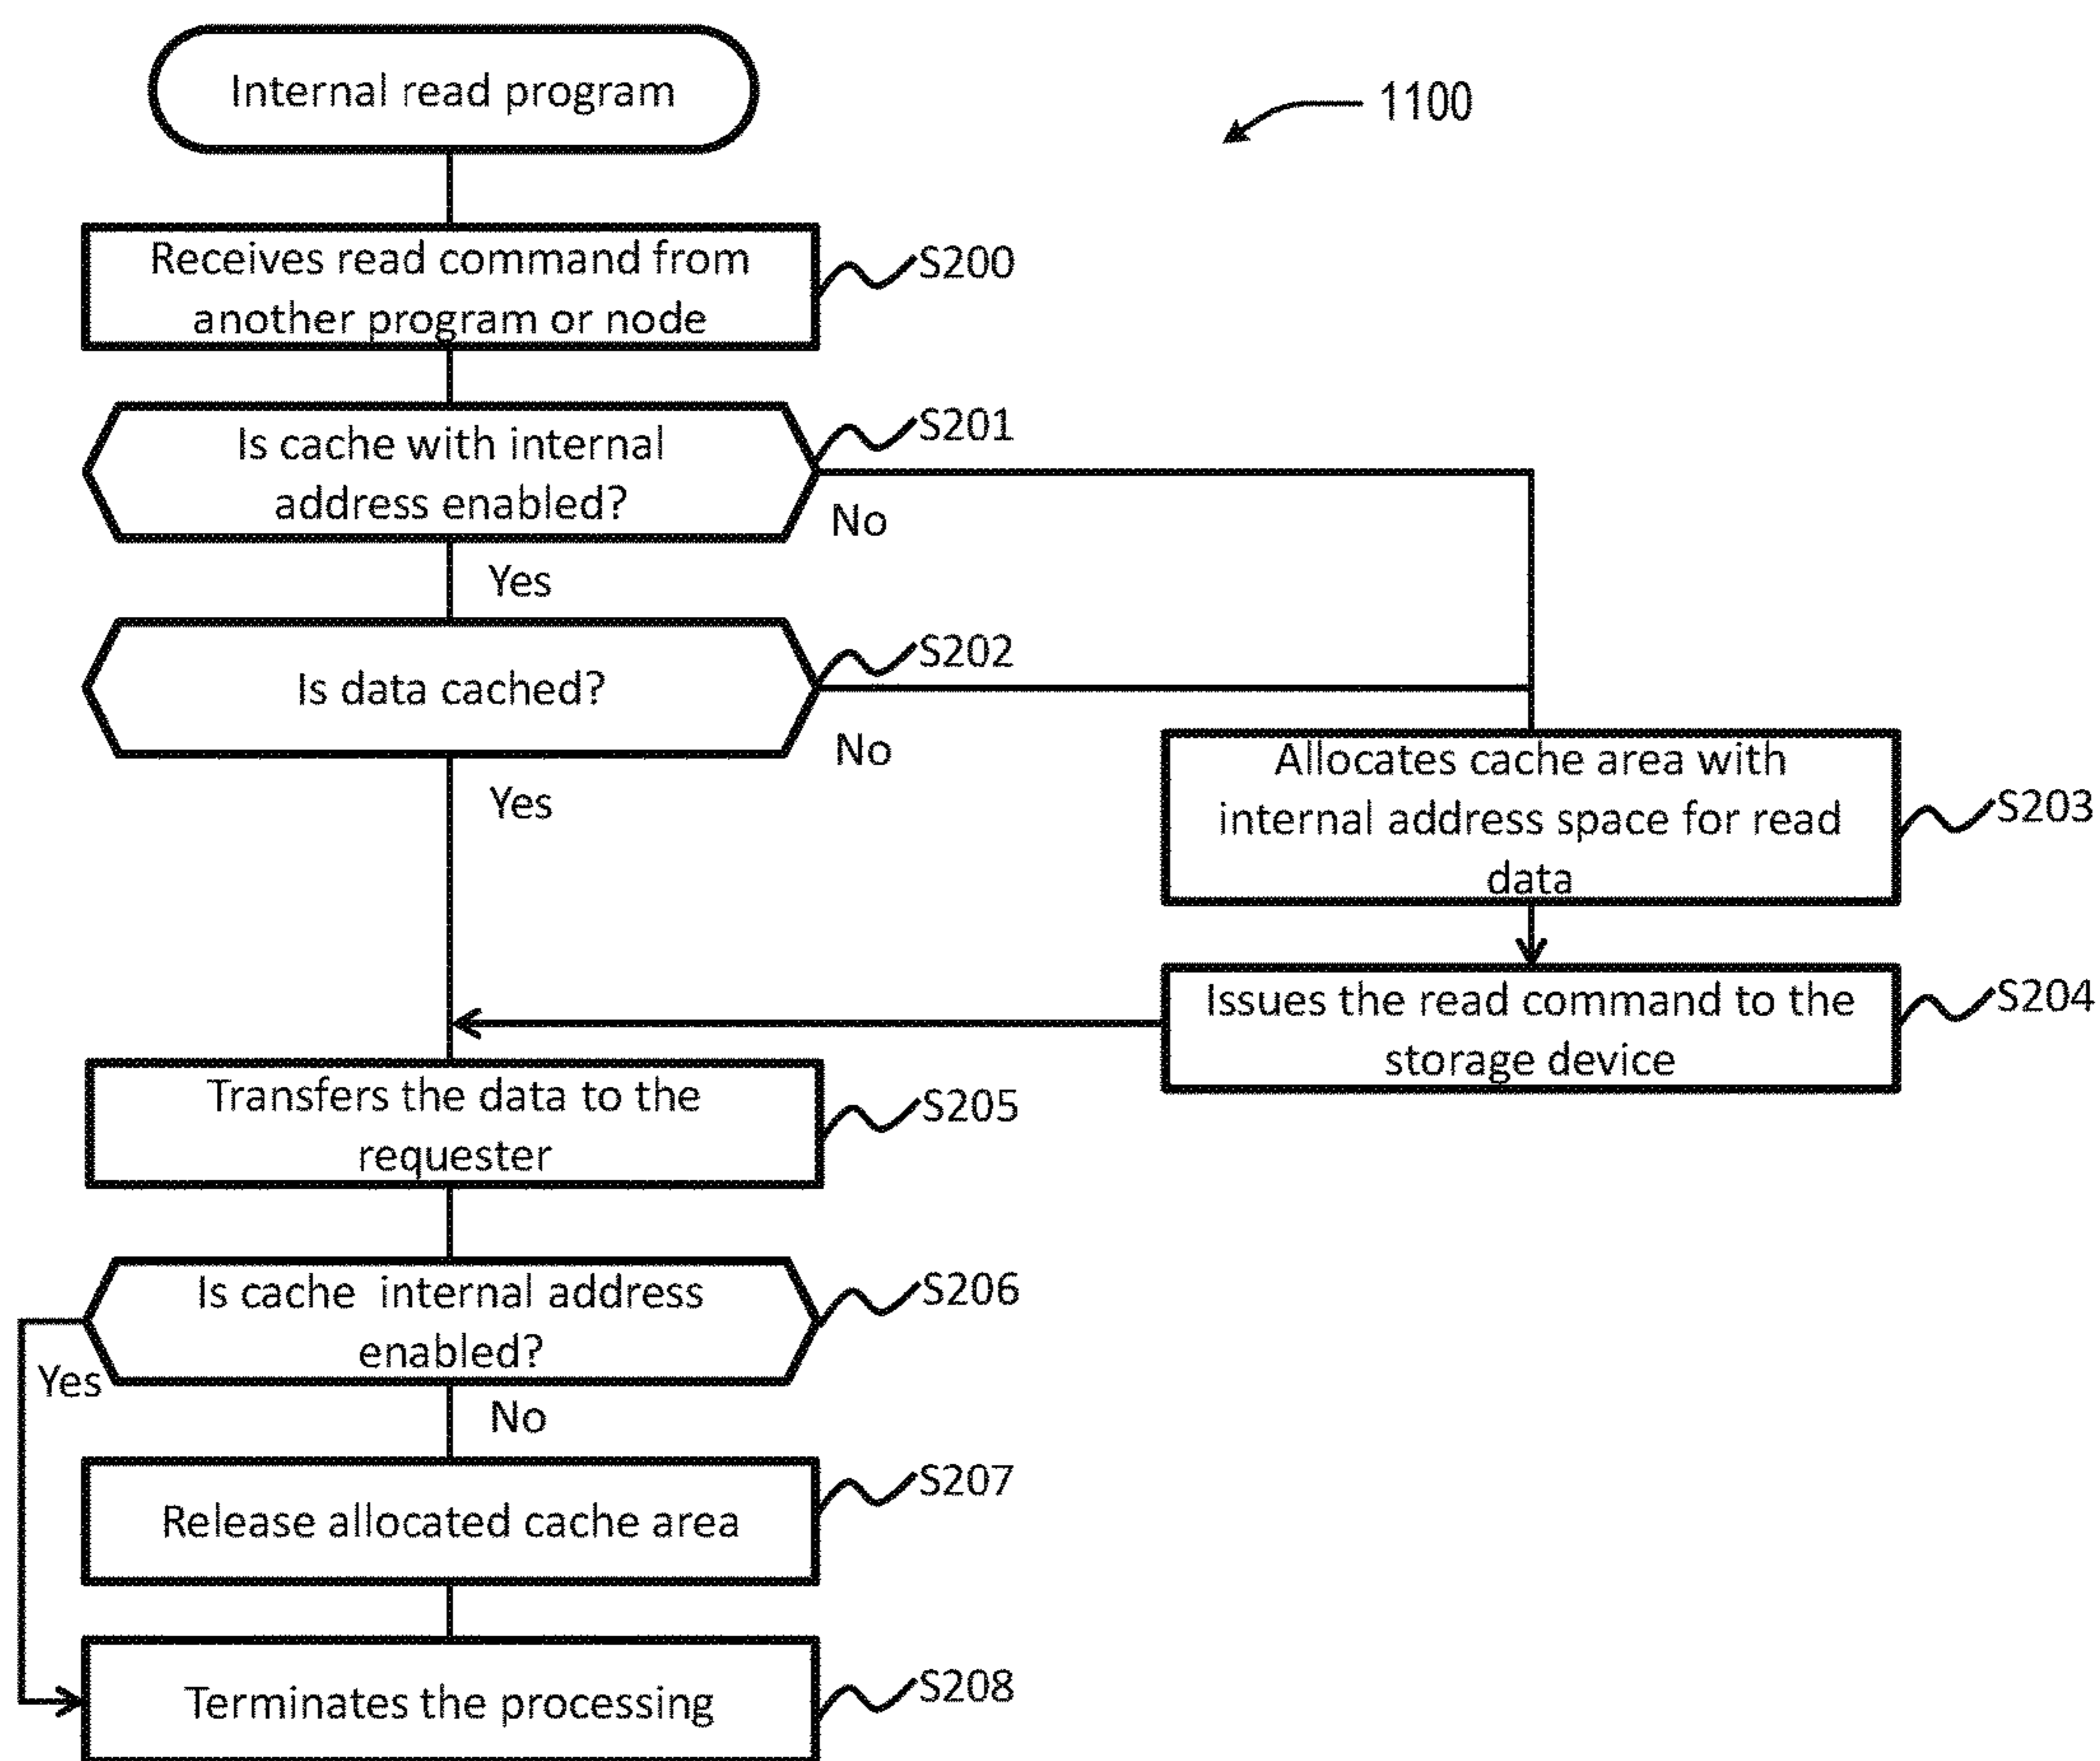 Internal read program
1100
Receives read command from
another program or node
S200
Is cache with internal
address enabled?
S201
No
Yes
Is data cached?
S202
No
Yes
Allocates cache area with
internal address space for read
data
S203
Issues the read command to the
storage device
S204
Transfers the data to the
requester
S205
Is cache internal address
enabled?
S206
Yes
No
Release allocated cache area
S207
Terminates the processing
S208